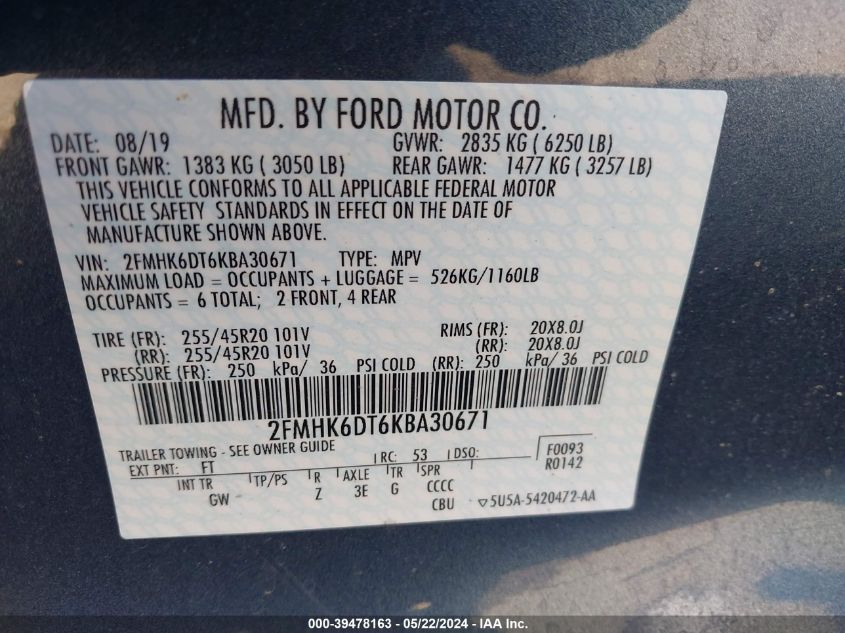 MFD. BY FORD MOTOR CO.
DATE: 08/19 GVWR: 2835 KG ( 6250 LB)
FRONT GAWR: 1383 KG ( 3050 LB) REAR GAWR: 1477 KG ( 3257 LB)
THIS VEHICLE CONFORMS TO ALL APPLICABLE FEDERAL MOTOR
VEHICLE SAFETY STANDARDS IN EFFECT ON THE DATE OF
MANUFACTURE SHOWN ABOVE.
VIN: 2FMHK6DT6KBA30671 TYPE: MPV
MAXIMUM LOAD = OCCUPANTS + LUGGAGE = 526KG/1160LB
OCCUPANTS = 6 TOTAL; 2 FRONT, 4 REAR
TIRE (FR): 255/45R20 101V RIMS (FR): 20X8.0J
(RR): 255/45R20 101V (RR): 20X8.0J
PRESSURE (FR): 250 kPa/ 36 PSI COLD (RR): 250 kPa/ 36 PSI COLD
2FMHK6DT6KBA30671
TRAILER TOWING - SEE OWNER GUIDE
EXT PNT: FT RC: 53 DSO: F0093
R0142
INT TR TP/PS R AXLE TR SPR
GW Z 3E G CCCC
CBU ▽5U5A-5420472-AA
000-39478163 - 05/22/2024 - IAA Inc.